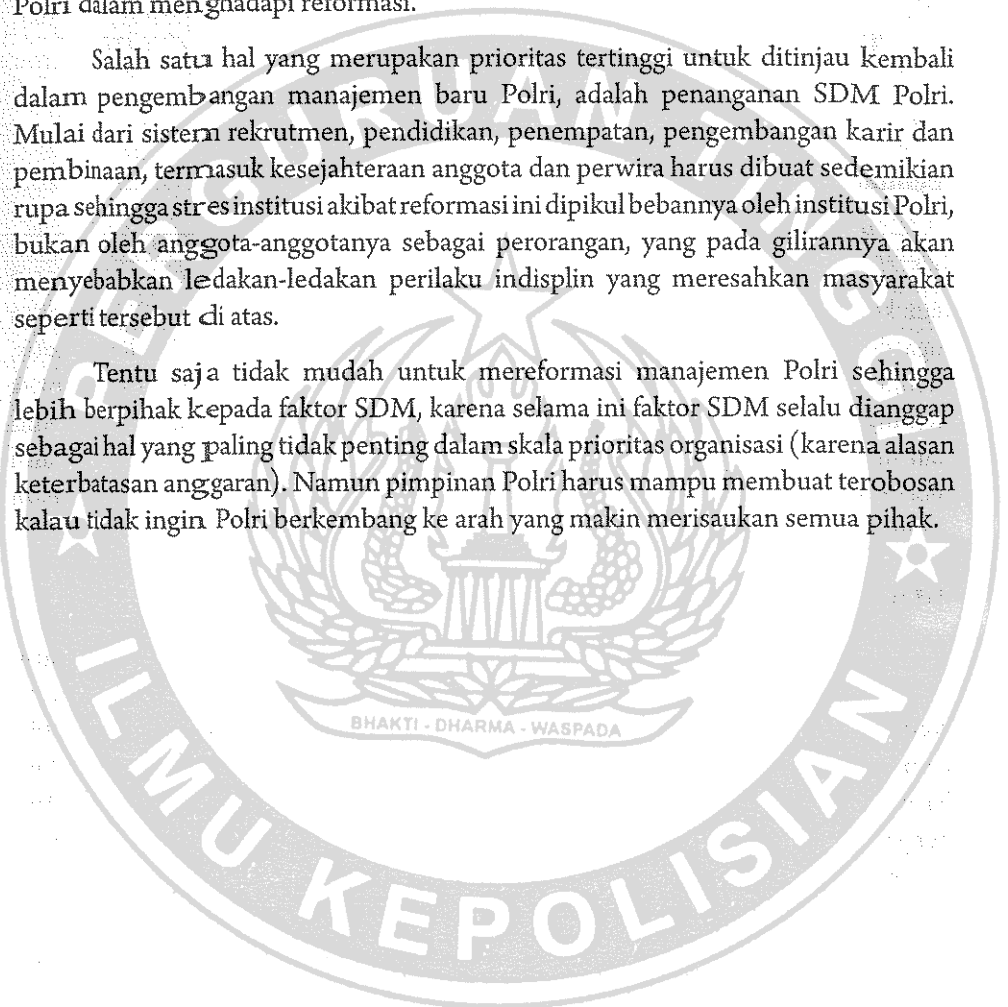 Polri dalam menghadapi reformasi.
Salah satu hal yang merupakan prioritas tertinggi untuk ditinjau kembali
dalam pengembangan manajemen baru Polri, adalah penanganan SDM Polri.
Mulai dari sistem rekrutmen, pendidikan, penempatan, pengembangan karir dan
pembinaan, termasuk kesejahteraan anggota dan perwira harus dibuat sedemikian
rupa sehingga stres institusi akibat reformasi ini dipikul bebannya oleh institusi Polri,
bukan oleh anggota-anggotanya sebagai perorangan, yang pada gilirannya akan
menyebabkan ledakan-ledakan perilaku indisplin yang meresahkan masyarakat
seperti tersebut di atas.
Tentu saja tidak mudah untuk mereformasi manajemen Polri sehingga
lebih berpihak kepada faktor SDM, karena selama ini faktor SDM selalu dianggap
sebagai hal yang paling tidak penting dalam skala prioritas organisasi (karena alasan
keterbatasan anggaran). Namun pimpinan Polri harus mampu membuat terobosan
kalau tidak ingin Polri berkembang ke arah yang makin merisaukan semua pihak.
PERGURUAN TINGGI
BHAKTI - DHARMA - WASPADA
ILMU KEPOLISIAN